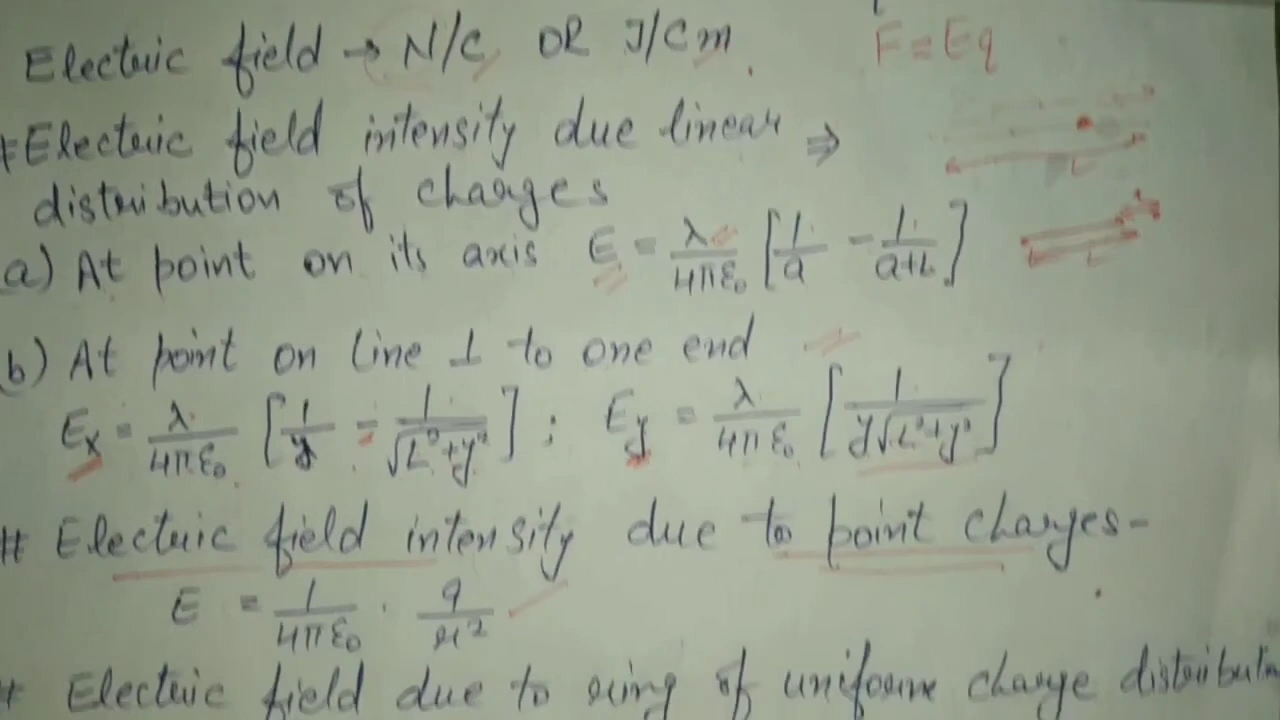 Electric field → N/C OR J/Cm
F = Eq
# Electric field intensity due linear ⇒
distribution of charges
L
a) At point on its axis E = λ/4πε₀ [1/a - 1/a+L]
L
b) At point on line ⊥ to one end
Ex = λ/4πε₀ [1/y - 1/√L²+y²] ; Ey = λ/4πε₀ [1/y√L²+y²]
# Electric field intensity due to point charges-
E = 1/4πε₀ · q/r²
# Electric field due to ring of uniform charge